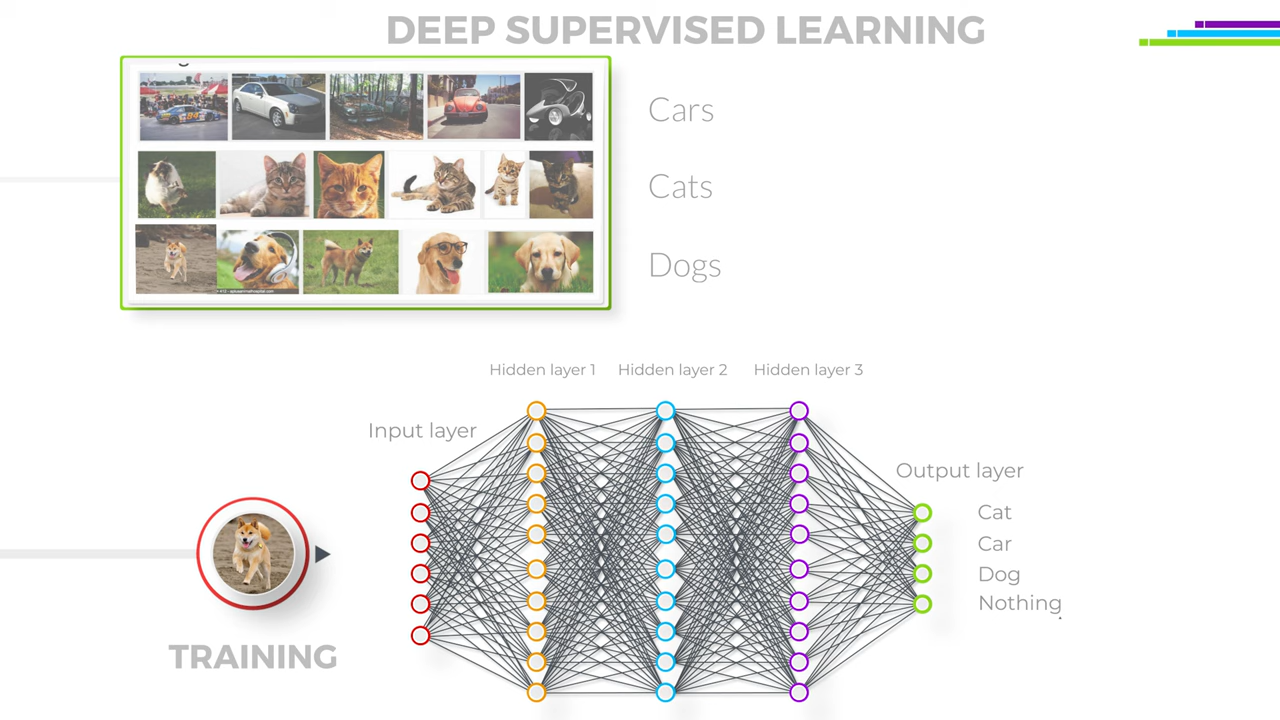 DEEP SUPERVISED LEARNING
Cars
Cats
Dogs
Hidden layer 1
Hidden layer 2
Hidden layer 3
Input layer
Output layer
Cat
Car
Dog
Nothing
TRAINING